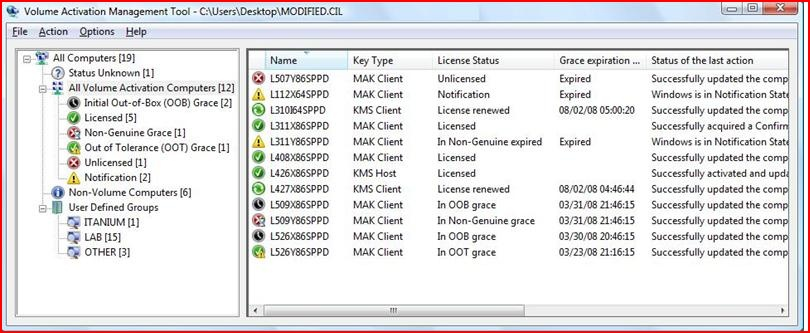 Volume Activation Management Tool - C:\Users\Desktop\MODIFIED.CIL
File Action Options Help
All Computers [19]
Status Unknown [1]
All Volume Activation Computers [12]
Initial Out-of-Box (OOB) Grace [2]
Licensed [5]
Non-Genuine Grace [1]
Out of Tolerance (OOT) Grace [1]
Unlicensed [1]
Notification [2]
Non-Volume Computers [6]
User Defined Groups
ITANIUM [1]
LAB [15]
OTHER [3]
Name Key Type License Status Grace expiration ... Status of the last action
L507Y86SPPD MAK Client Unlicensed Expired Successfully updated the comp
L112X64SPPD MAK Client Notification Expired Windows is in Notification State
L310I64SPPD KMS Client License renewed 08/02/08 05:00:20 Successfully updated the comp
L311X86SPPD MAK Client Licensed Successfully acquired a Confirm
L311Y86SPPD MAK Client In Non-Genuine expired Expired Windows is in Notification State
L408X86SPPD MAK Client Licensed Successfully updated the comp
L426X86SPPD KMS Host Licensed Successfully activated and upda
L427X86SPPD KMS Client License renewed 08/02/08 04:46:44 Successfully updated the comp
L509X86SPPD MAK Client In OOB grace 03/31/08 21:46:15 Successfully updated the comp
L509Y86SPPD MAK Client In Non-Genuine grace 03/31/08 21:46:15 Successfully updated the comp
L526X86SPPD MAK Client In OOB grace 03/30/08 20:46:15 Successfully updated the comp
L526Y86SPPD MAK Client In OOT grace 03/23/08 21:16:15 Successfully updated the comp